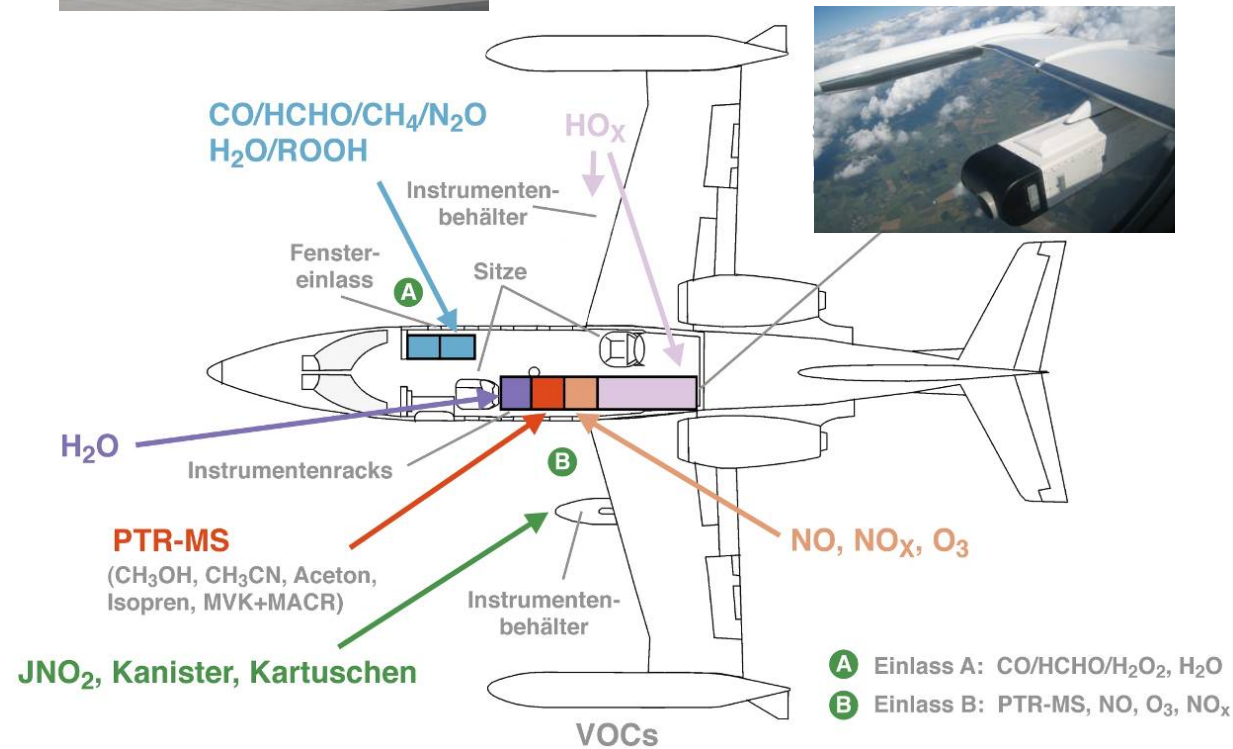 CO/HCHO/CH₄/N₂O
H₂O/ROOH
HOₓ
Instrumenten-
behälter
Fenster-
einlass
A
Sitze
H₂O
Instrumentenracks
B
PTR-MS
(CH₃OH, CH₃CN, Aceton,
Isopren, MVK+MACR)
NO, NOₓ, O₃
Instrumenten-
behälter
JNO₂, Kanister, Kartuschen
VOCs
A Einlass A: CO/HCHO/H₂O₂, H₂O
B Einlass B: PTR-MS, NO, O₃, NOₓ